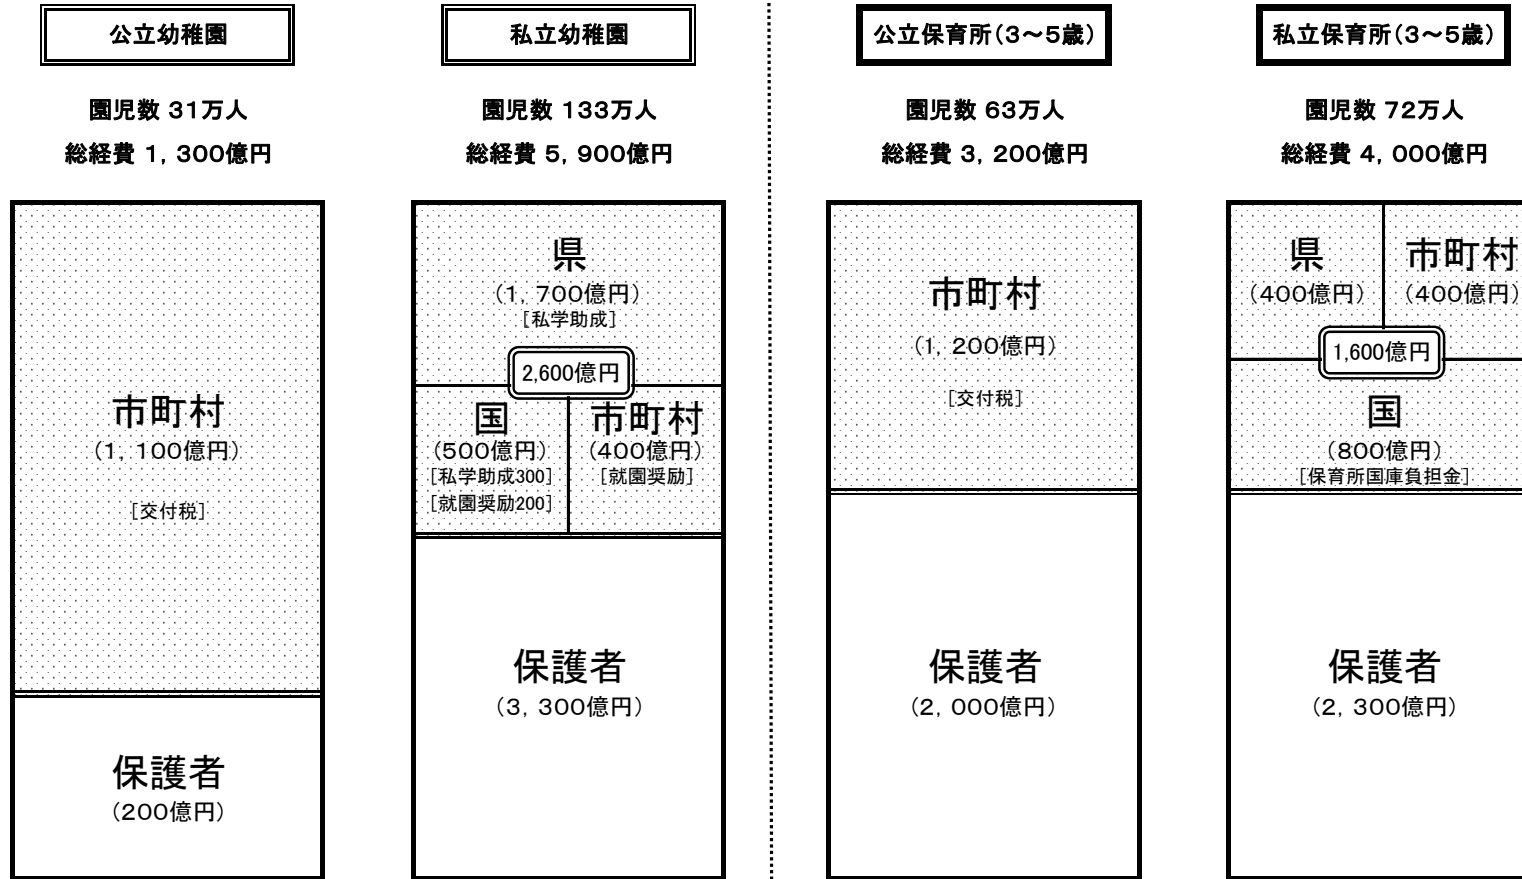 公立幼稚園
園児数 31万人
総経費 1,300億円
市町村
(1,100億円)
[交付税]
保護者
(200億円)
私立幼稚園
園児数 133万人
総経費 5,900億円
県
(1,700億円)
[私学助成]
2,600億円
国
(500億円)
[私学助成300]
[就園奨励200]
市町村
(400億円)
[就園奨励]
保護者
(3,300億円)
公立保育所(3~5歳)
園児数 63万人
総経費 3,200億円
市町村
(1,200億円)
[交付税]
保護者
(2,000億円)
私立保育所(3~5歳)
園児数 72万人
総経費 4,000億円
県
(400億円)
市町村
(400億円)
1,600億円
国
(800億円)
[保育所国庫負担金]
保護者
(2,300億円)